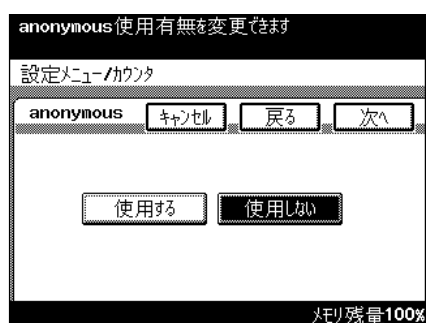 anonymous使用有無を変更できます
設定メニュー/カウンタ
anonymous キャンセル 戻る 次へ
使用する 使用しない
メモリ残量100%